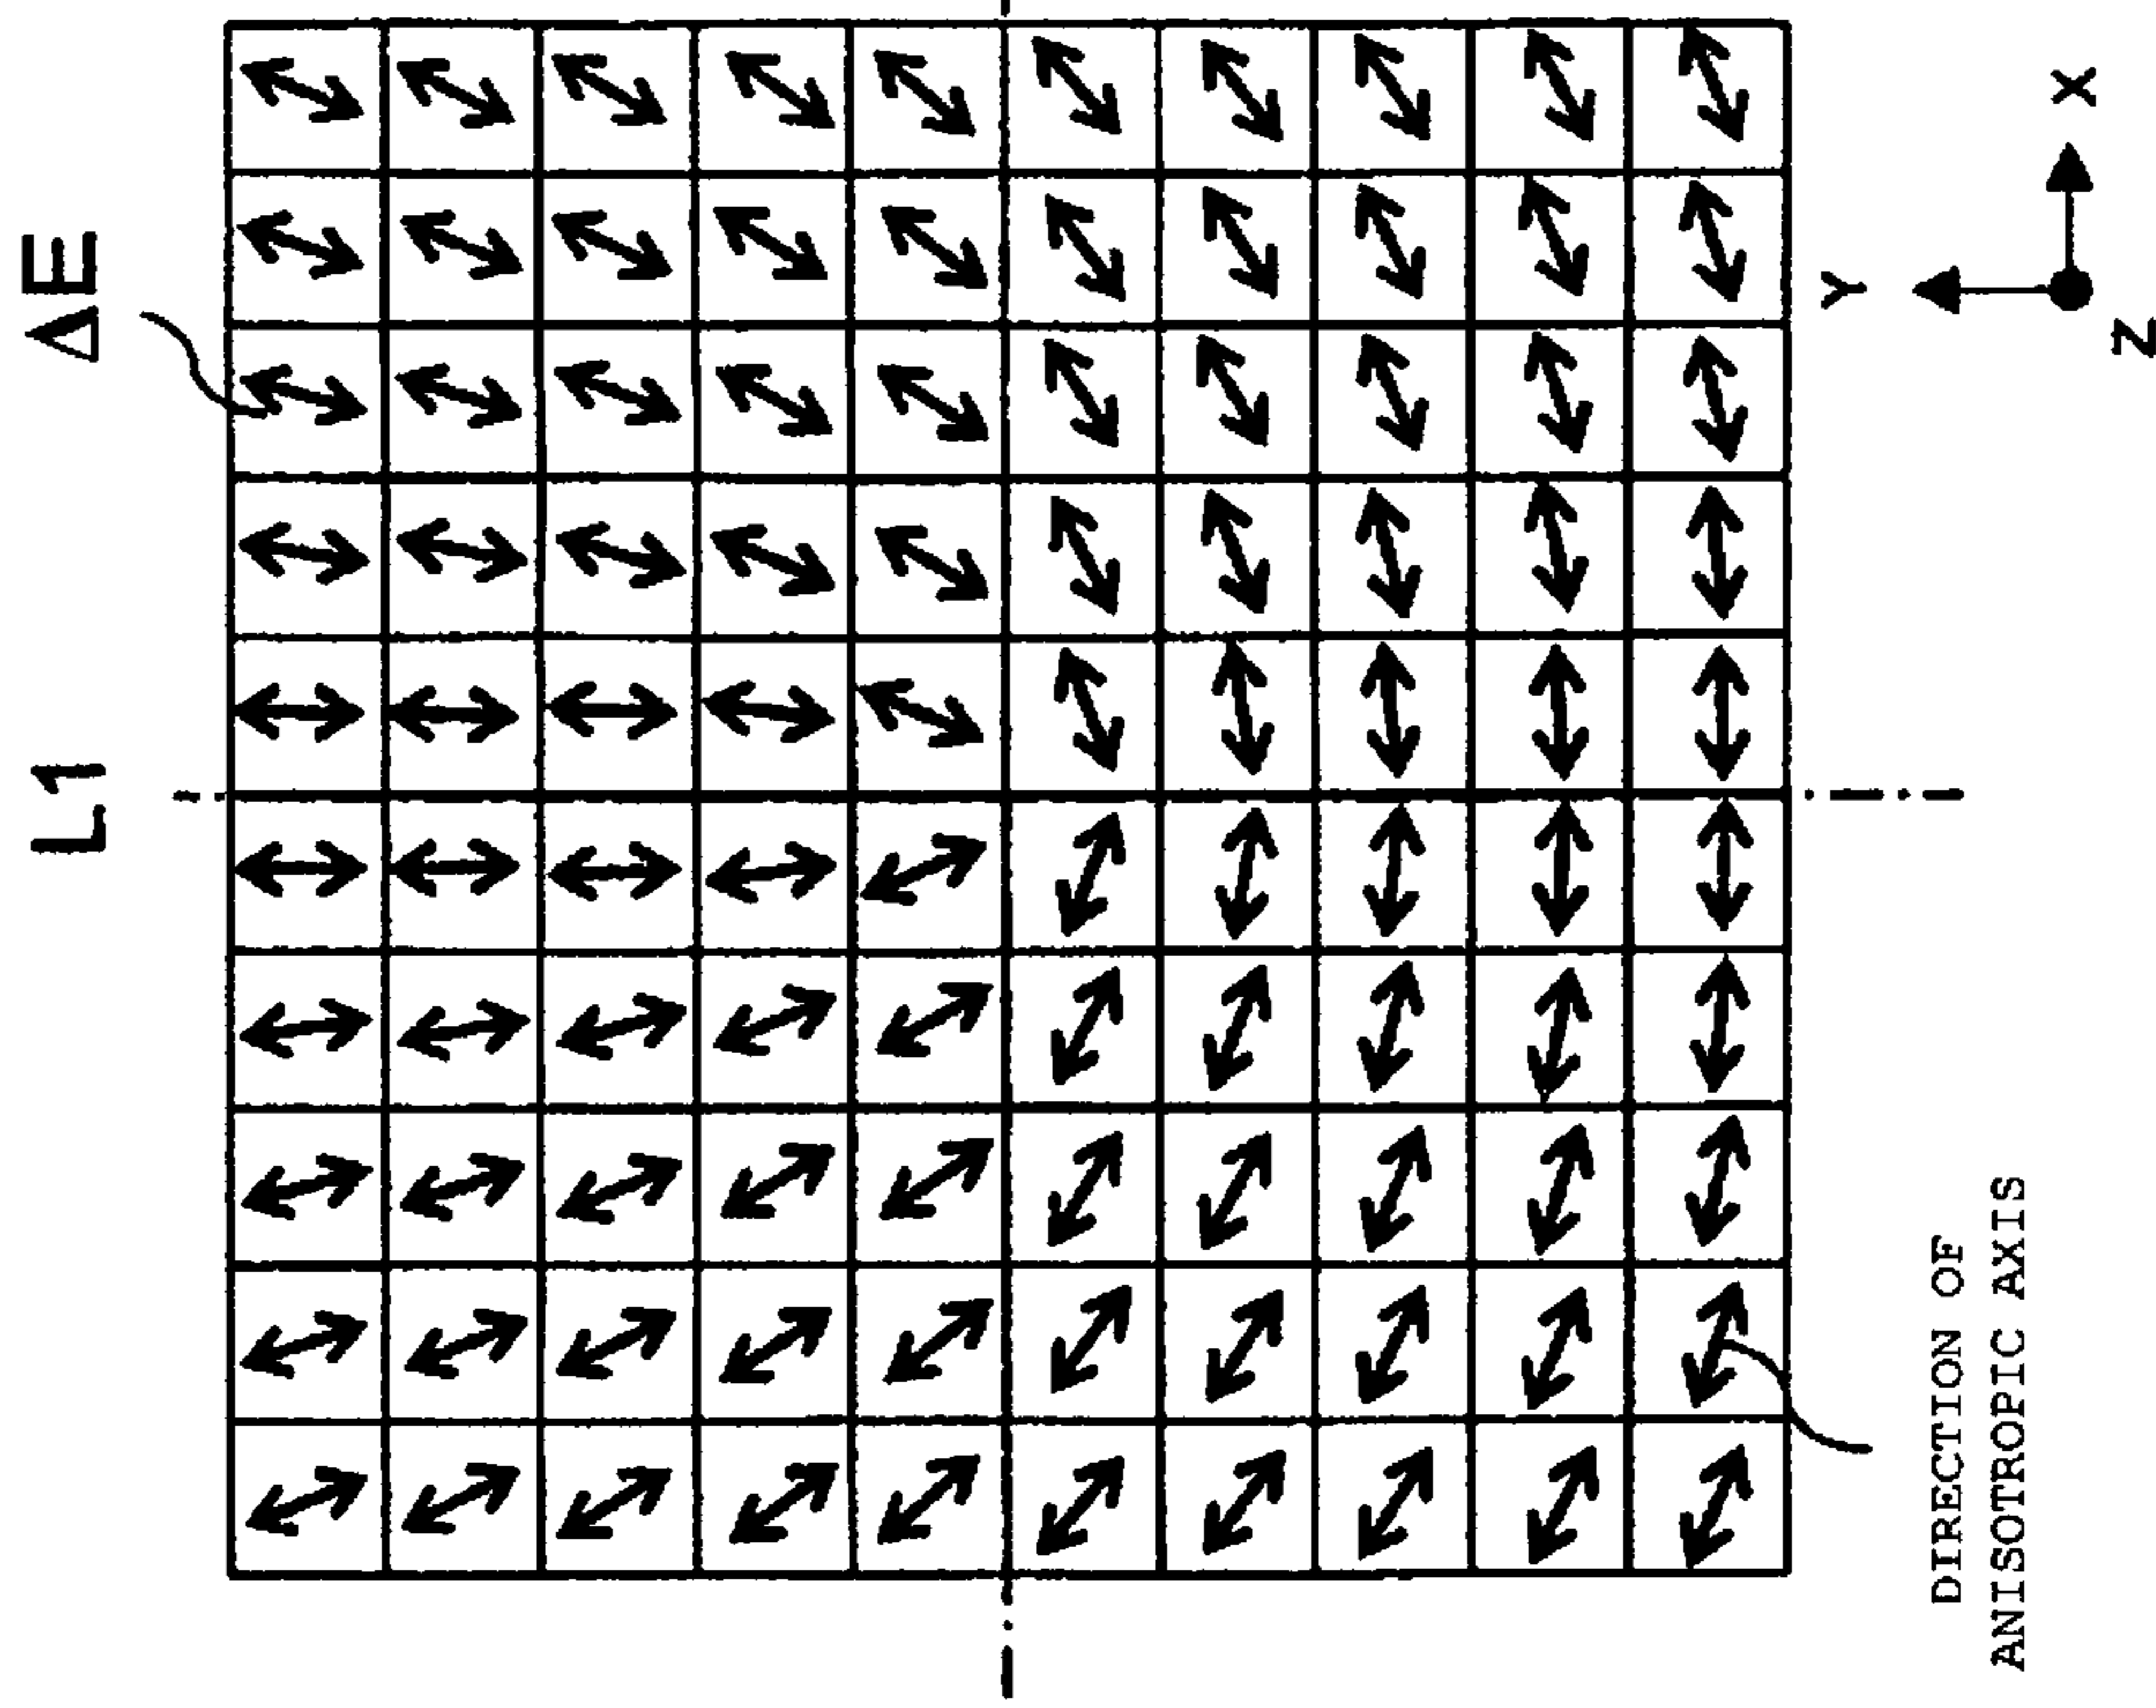 L1
ΔE
DIRECTION OF
ANISOTROPIC AXIS
Y
X
Z